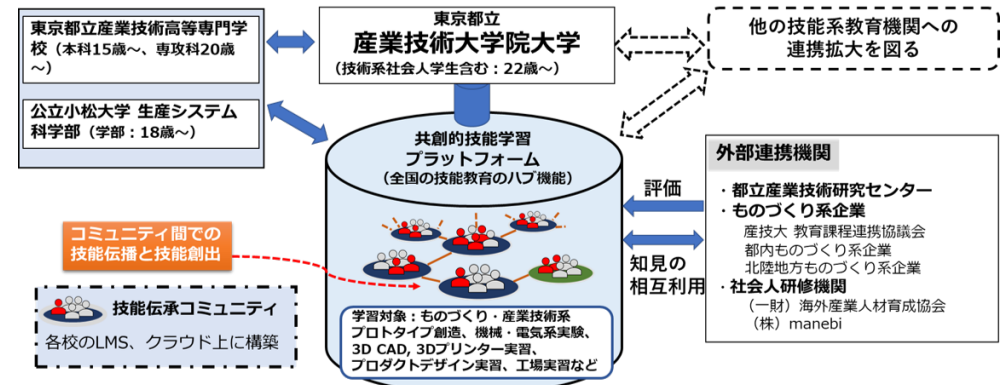 東京都立産業技術高等専門学
校（本科15歳～、専攻科20歳
～）
公立小松大学 生産システム
科学部（学部：18歳～）
東京都立
産業技術大学院大学
（技術系社会人学生含む：22歳～）
他の技能系教育機関への
連携拡大を図る
共創的技能学習
プラットフォーム
（全国の技能教育のハブ機能）
外部連携機関
・都立産業技術研究センター
・ものづくり系企業
産技大 教育課程連携協議会
都内ものづくり系企業
北陸地方ものづくり系企業
・社会人研修機関
（一財）海外産業人材育成協会
（株）manebi
評価
知見の
相互利用
コミュニティ間での
技能伝播と技能創出
技能伝承コミュニティ
各校のLMS、クラウド上に構築
学習対象：ものづくり・産業技術系
プロトタイプ創造、機械・電気系実験、
3D CAD, 3Dプリンター実習、
プロダクトデザイン実習、工場実習など